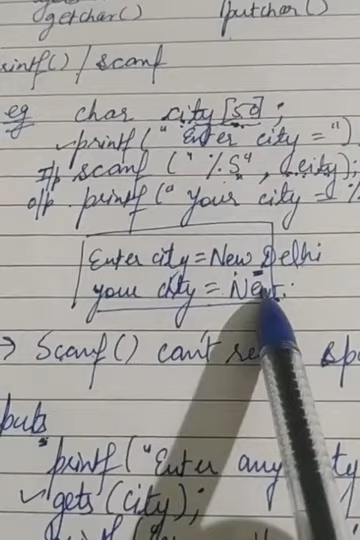 getchar() putchar()
printf() / scanf
eg char city[50];
printf("Enter city =")
I/p scanf ("%s", city);
o/p. printf ("Your city = %
Enter city = New Delhi
your city = New.
→ Scanf() can't
puts
printf("Enter any
gets (city);